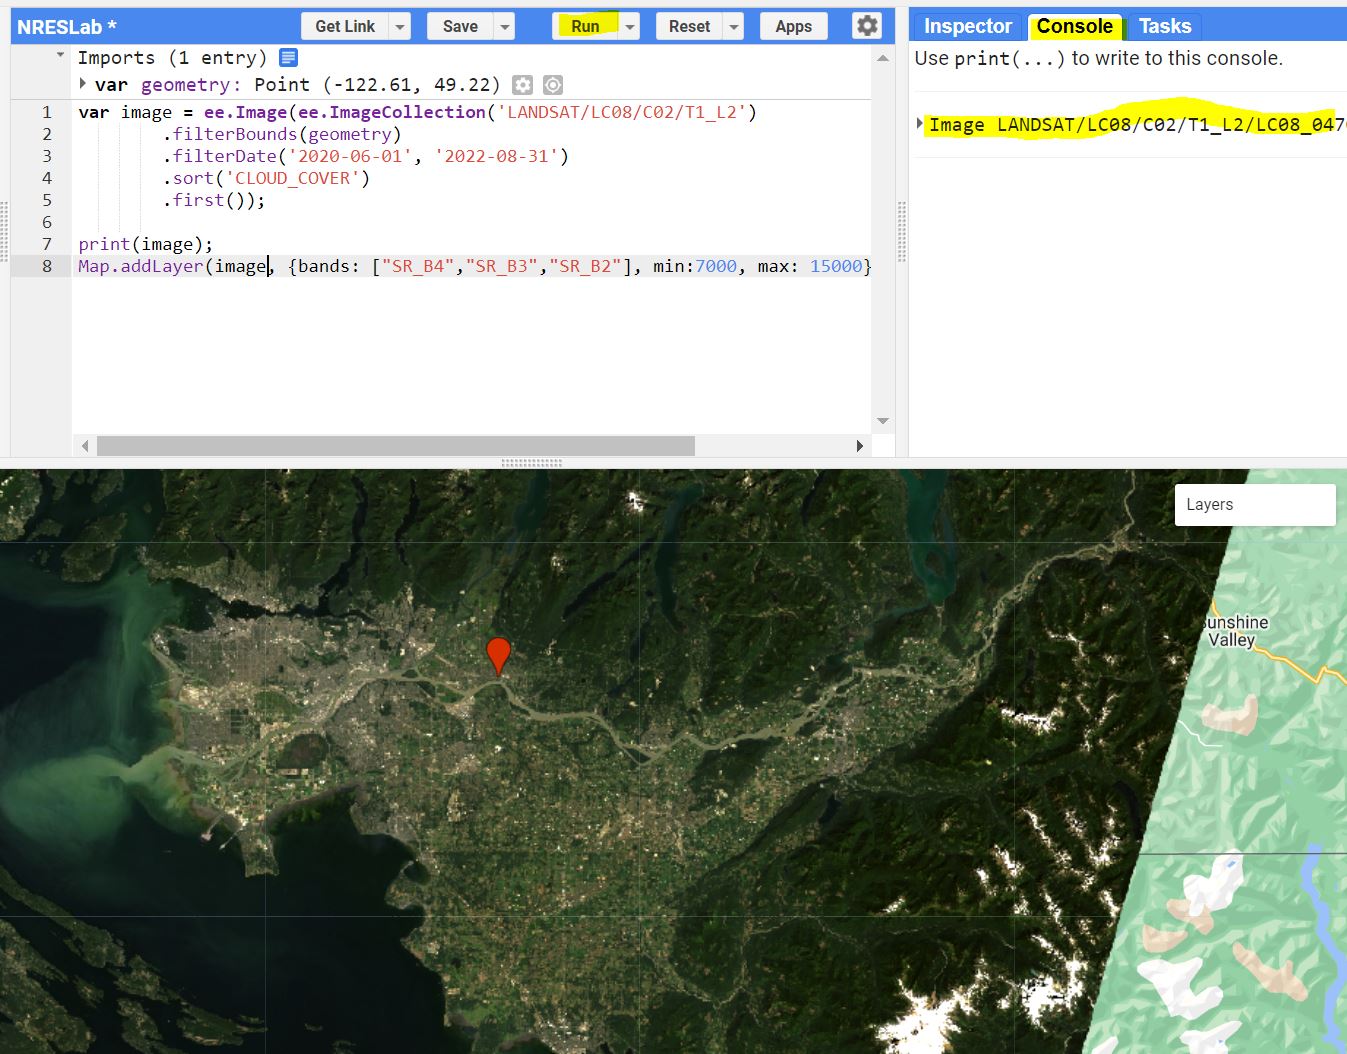 NRESLab *
Get Link
Save
Run
Reset
Apps
Inspector
Console
Tasks
Imports (1 entry)
var geometry: Point (-122.61, 49.22)
1 var image = ee.Image(ee.ImageCollection('LANDSAT/LC08/C02/T1_L2')
2 .filterBounds(geometry)
3 .filterDate('2020-06-01', '2022-08-31')
4 .sort('CLOUD_COVER')
5 .first());
6
7 print(image);
8 Map.addLayer(image, {bands: ["SR_B4","SR_B3","SR_B2"], min:7000, max: 15000}
Use print(...) to write to this console.
Image LANDSAT/LC08/C02/T1_L2/LC08_047
Layers
Sunshine
Valley